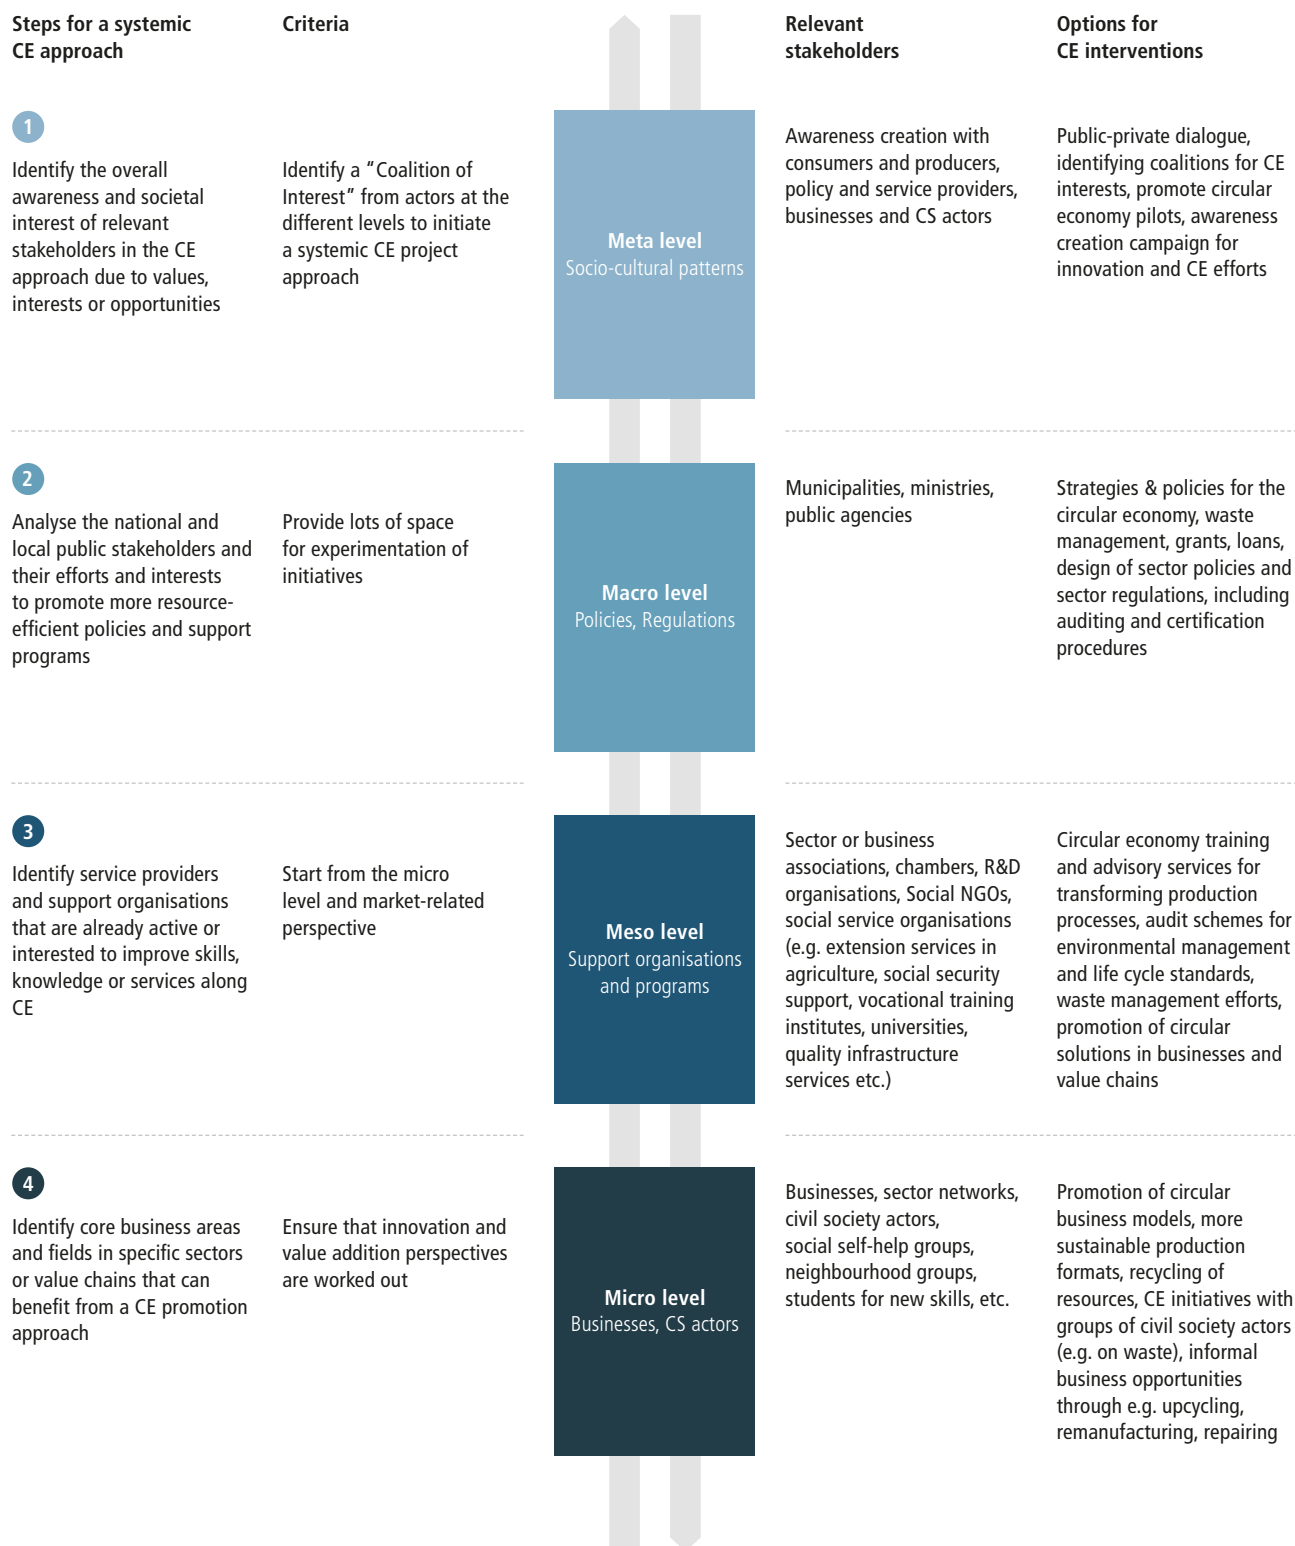 Steps for a systemic
CE approach
Criteria
Relevant
stakeholders
Options for
CE interventions
1
Identify the overall
awareness and societal
interest of relevant
stakeholders in the CE
approach due to values,
interests or opportunities
Identify a “Coalition of
Interest” from actors at the
different levels to initiate
a systemic CE project
approach
Meta level
Socio-cultural patterns
Awareness creation with
consumers and producers,
policy and service providers,
businesses and CS actors
Public-private dialogue,
identifying coalitions for CE
interests, promote circular
economy pilots, awareness
creation campaign for
innovation and CE efforts
2
Analyse the national and
local public stakeholders and
their efforts and interests
to promote more resource-
efficient policies and support
programs
Provide lots of space
for experimentation of
initiatives
Macro level
Policies, Regulations
Municipalities, ministries,
public agencies
Strategies & policies for the
circular economy, waste
management, grants, loans,
design of sector policies and
sector regulations, including
auditing and certification
procedures
3
Identify service providers
and support organisations
that are already active or
interested to improve skills,
knowledge or services along
CE
Start from the micro
level and market-related
perspective
Meso level
Support organisations
and programs
Sector or business
associations, chambers, R&D
organisations, Social NGOs,
social service organisations
(e.g. extension services in
agriculture, social security
support, vocational training
institutes, universities,
quality infrastructure
services etc.)
Circular economy training
and advisory services for
transforming production
processes, audit schemes for
environmental management
and life cycle standards,
waste management efforts,
promotion of circular
solutions in businesses and
value chains
4
Identify core business areas
and fields in specific sectors
or value chains that can
benefit from a CE promotion
approach
Ensure that innovation and
value addition perspectives
are worked out
Micro level
Businesses, CS actors
Businesses, sector networks,
civil society actors,
social self-help groups,
neighbourhood groups,
students for new skills, etc.
Promotion of circular
business models, more
sustainable production
formats, recycling of
resources, CE initiatives with
groups of civil society actors
(e.g. on waste), informal
business opportunities
through e.g. upcycling,
remanufacturing, repairing